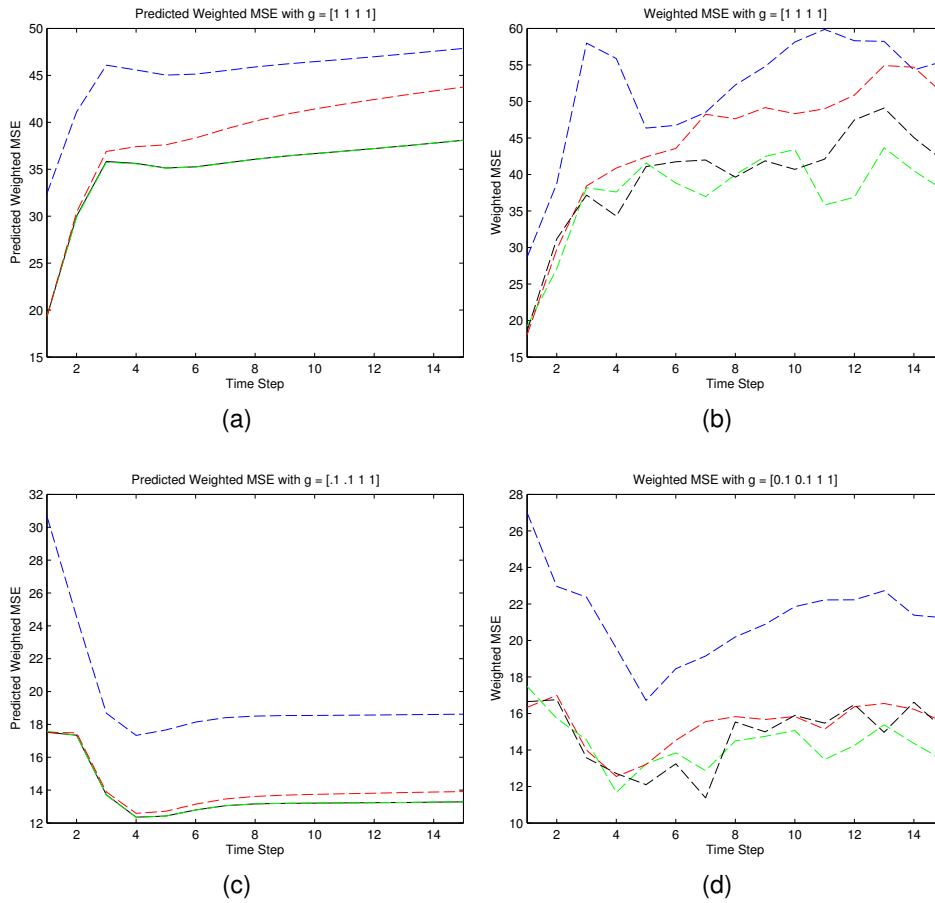 Predicted Weighted MSE with g = [1 1 1 1]
50
45
40
35
30
25
20
15
Predicted Weighted MSE
2 4 6 8 10 12 14
Time Step
(a)
Weighted MSE with g = [1 1 1 1]
60
55
50
45
40
35
30
25
20
15
Weighted MSE
2 4 6 8 10 12 14
Time Step
(b)
Predicted Weighted MSE with g = [.1 .1 1 1]
32
30
28
26
24
22
20
18
16
14
12
Predicted Weighted MSE
2 4 6 8 10 12 14
Time Step
(c)
Weighted MSE with g = [0.1 0.1 1 1]
28
26
24
22
20
18
16
14
12
10
Weighted MSE
2 4 6 8 10 12 14
Time Step
(d)